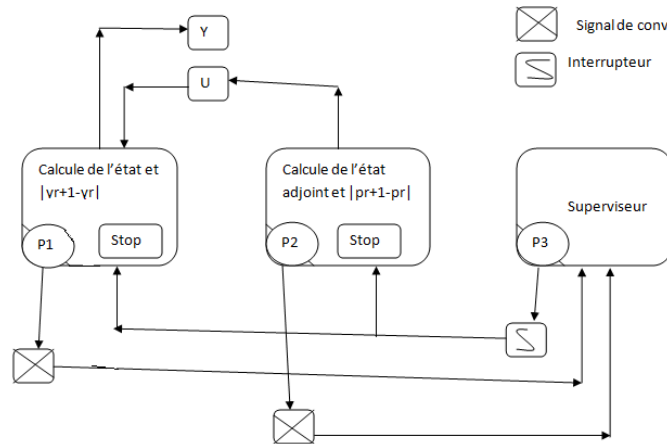 Y
Signal de conv
U
Interrupteur
Calcule de l'état et
|yr+1-yr|
Calcule de l'état
adjoint et |pr+1-pr|
Superviseur
P1
Stop
P2
Stop
P3